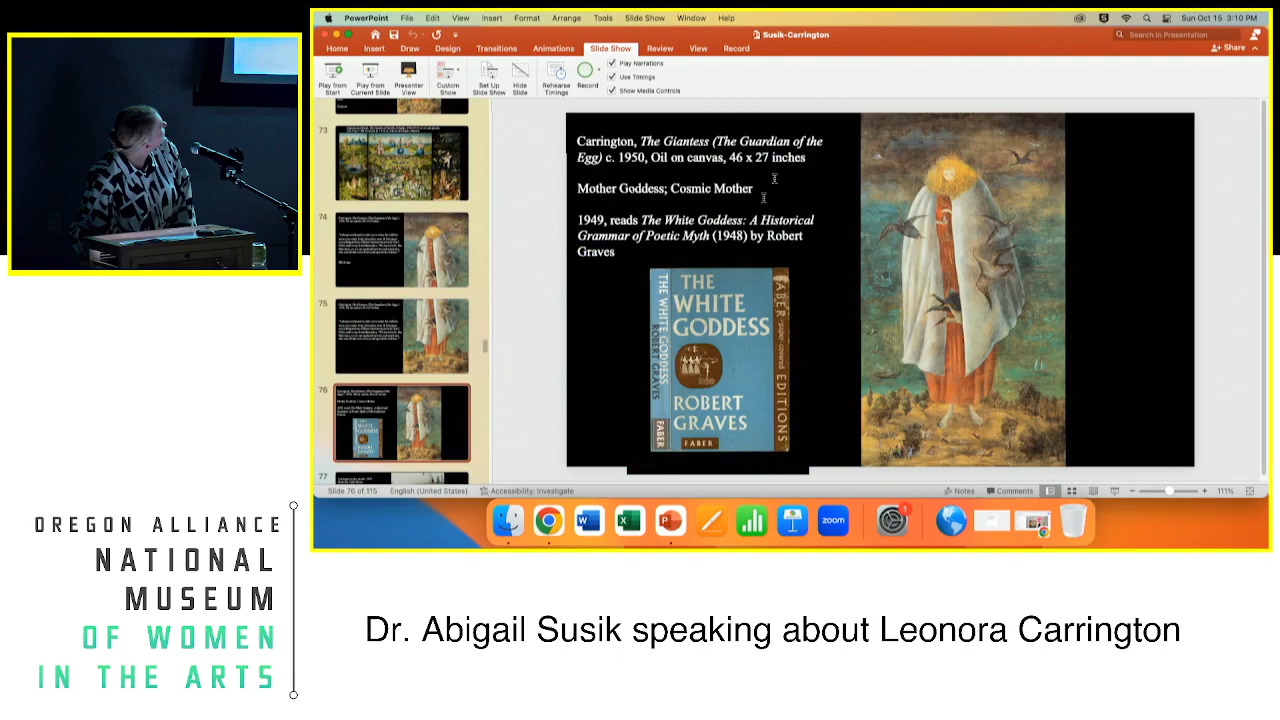 PowerPoint File Edit View Insert Format Arrange Tools Slide Show Window Help Sun Oct 15 3:10 PM
Susik-Carrington
Search in Presentation
Home Insert Draw Design Transitions Animations Slide Show Review View Record Share
Play from Start
Play from Current Slide
Presenter View
Custom Show
Set Up Slide Show
Hide Slide
Rehearse Timings
Record
Play Narrations
Use Timings
Show Media Controls
73
74
75
76
77
Carrington, The Giantess (The Guardian of the
Egg) c. 1950, Oil on canvas, 46 x 27 inches
Mother Goddess; Cosmic Mother
1949, reads The White Goddess: A Historical
Grammar of Poetic Myth (1948) by Robert
Graves
THE WHITE GODDESS ROBERT GRAVES FABER
THE
WHITE
GODDESS
ROBERT
GRAVES
FABER
FABER paper covered EDITIONS
Slide 76 of 115 English (United States) Accessibility: Investigate Notes Comments 111%
zoom
1
OREGON ALLIANCE
NATIONAL
MUSEUM
OF WOMEN
IN THE ARTS
Dr. Abigail Susik speaking about Leonora Carrington